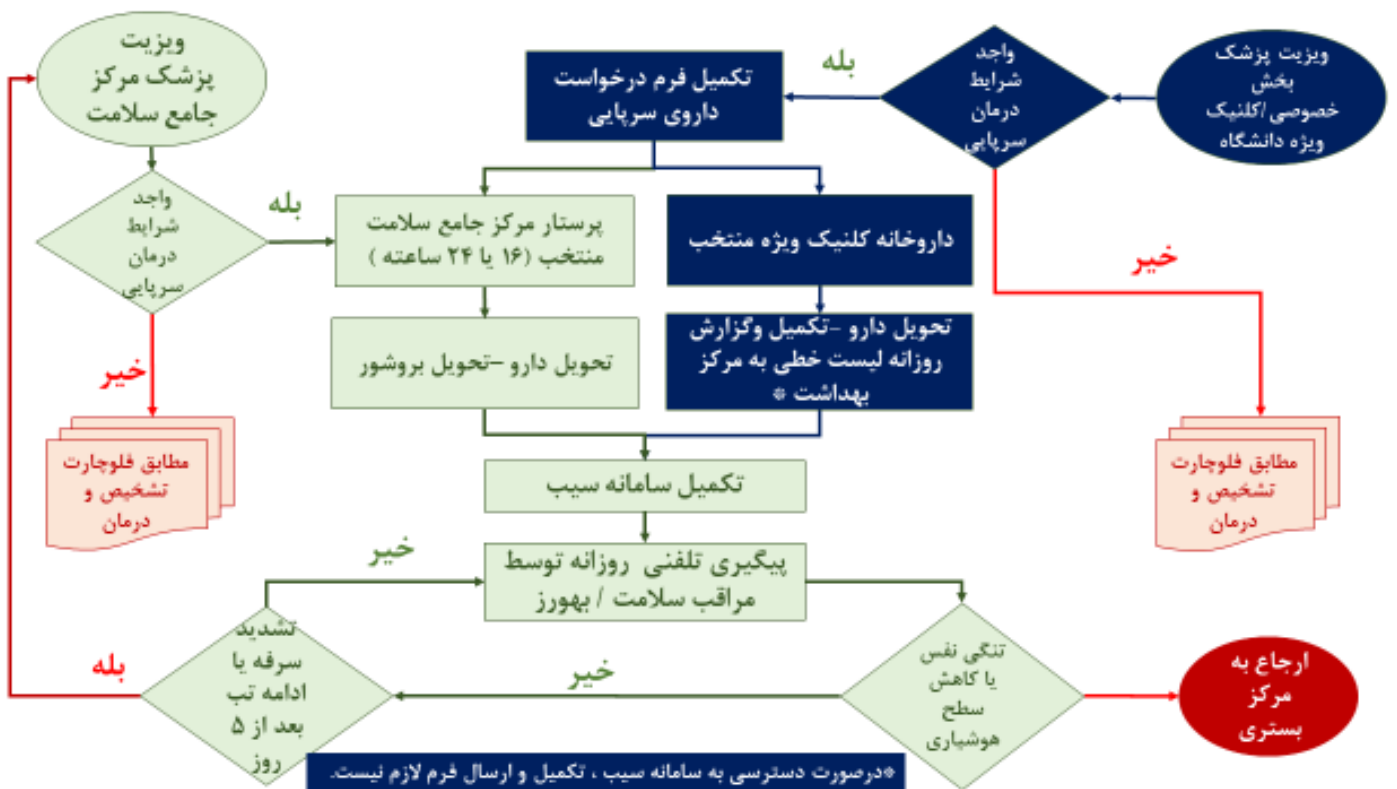 ویزیت پزشک
بخش
خصوصی /کلنیک
ویژه دانشگاه
واجد
شرایط
درمان
سرپایی
بله
تکمیل فرم درخواست
داروی سرپایی
ویزیت
پزشک مرکز
جامع سلامت
واجد
شرایط
درمان
سرپایی
بله
پرستار مرکز جامع سلامت
منتخب (۱۶ یا ۲۴ ساعته )
داروخانه کلنیک ویژه منتخب
خیر
تحویل دارو –تکمیل وگزارش
روزانه لیست خطی به مرکز
بهداشت *
تحویل دارو –تحویل بروشور
خیر
مطابق فلوچارت
تشخیص و
درمان
مطابق فلوچارت
تشخیص و
درمان
تکمیل سامانه سیب
پیگیری تلفنی روزانه توسط
مراقب سلامت / بهورز
خیر
تنگی نفس
یا کاهش
سطح
هوشیاری
ارجاع به
مرکز
بستری
خیر
تشدید
سرفه یا
ادامه تب
بعد از ۵
روز
بله
*درصورت دسترسی به سامانه سیب ، تکمیل و ارسال فرم لازم نیست.